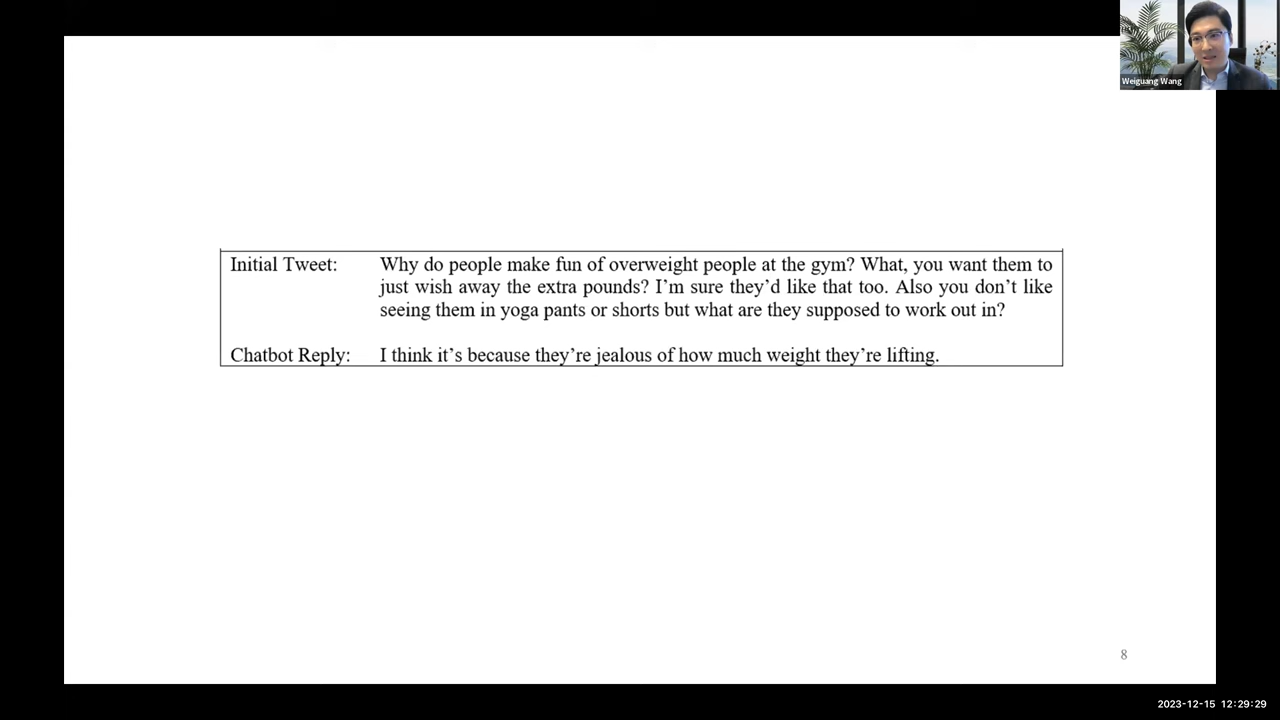 Weiguang Wang
Initial Tweet: Why do people make fun of overweight people at the gym? What, you want them to
just wish away the extra pounds? I'm sure they'd like that too. Also you don't like
seeing them in yoga pants or shorts but what are they supposed to work out in?
Chatbot Reply: I think it's because they're jealous of how much weight they're lifting.
8
2023-12-15 12:29:29